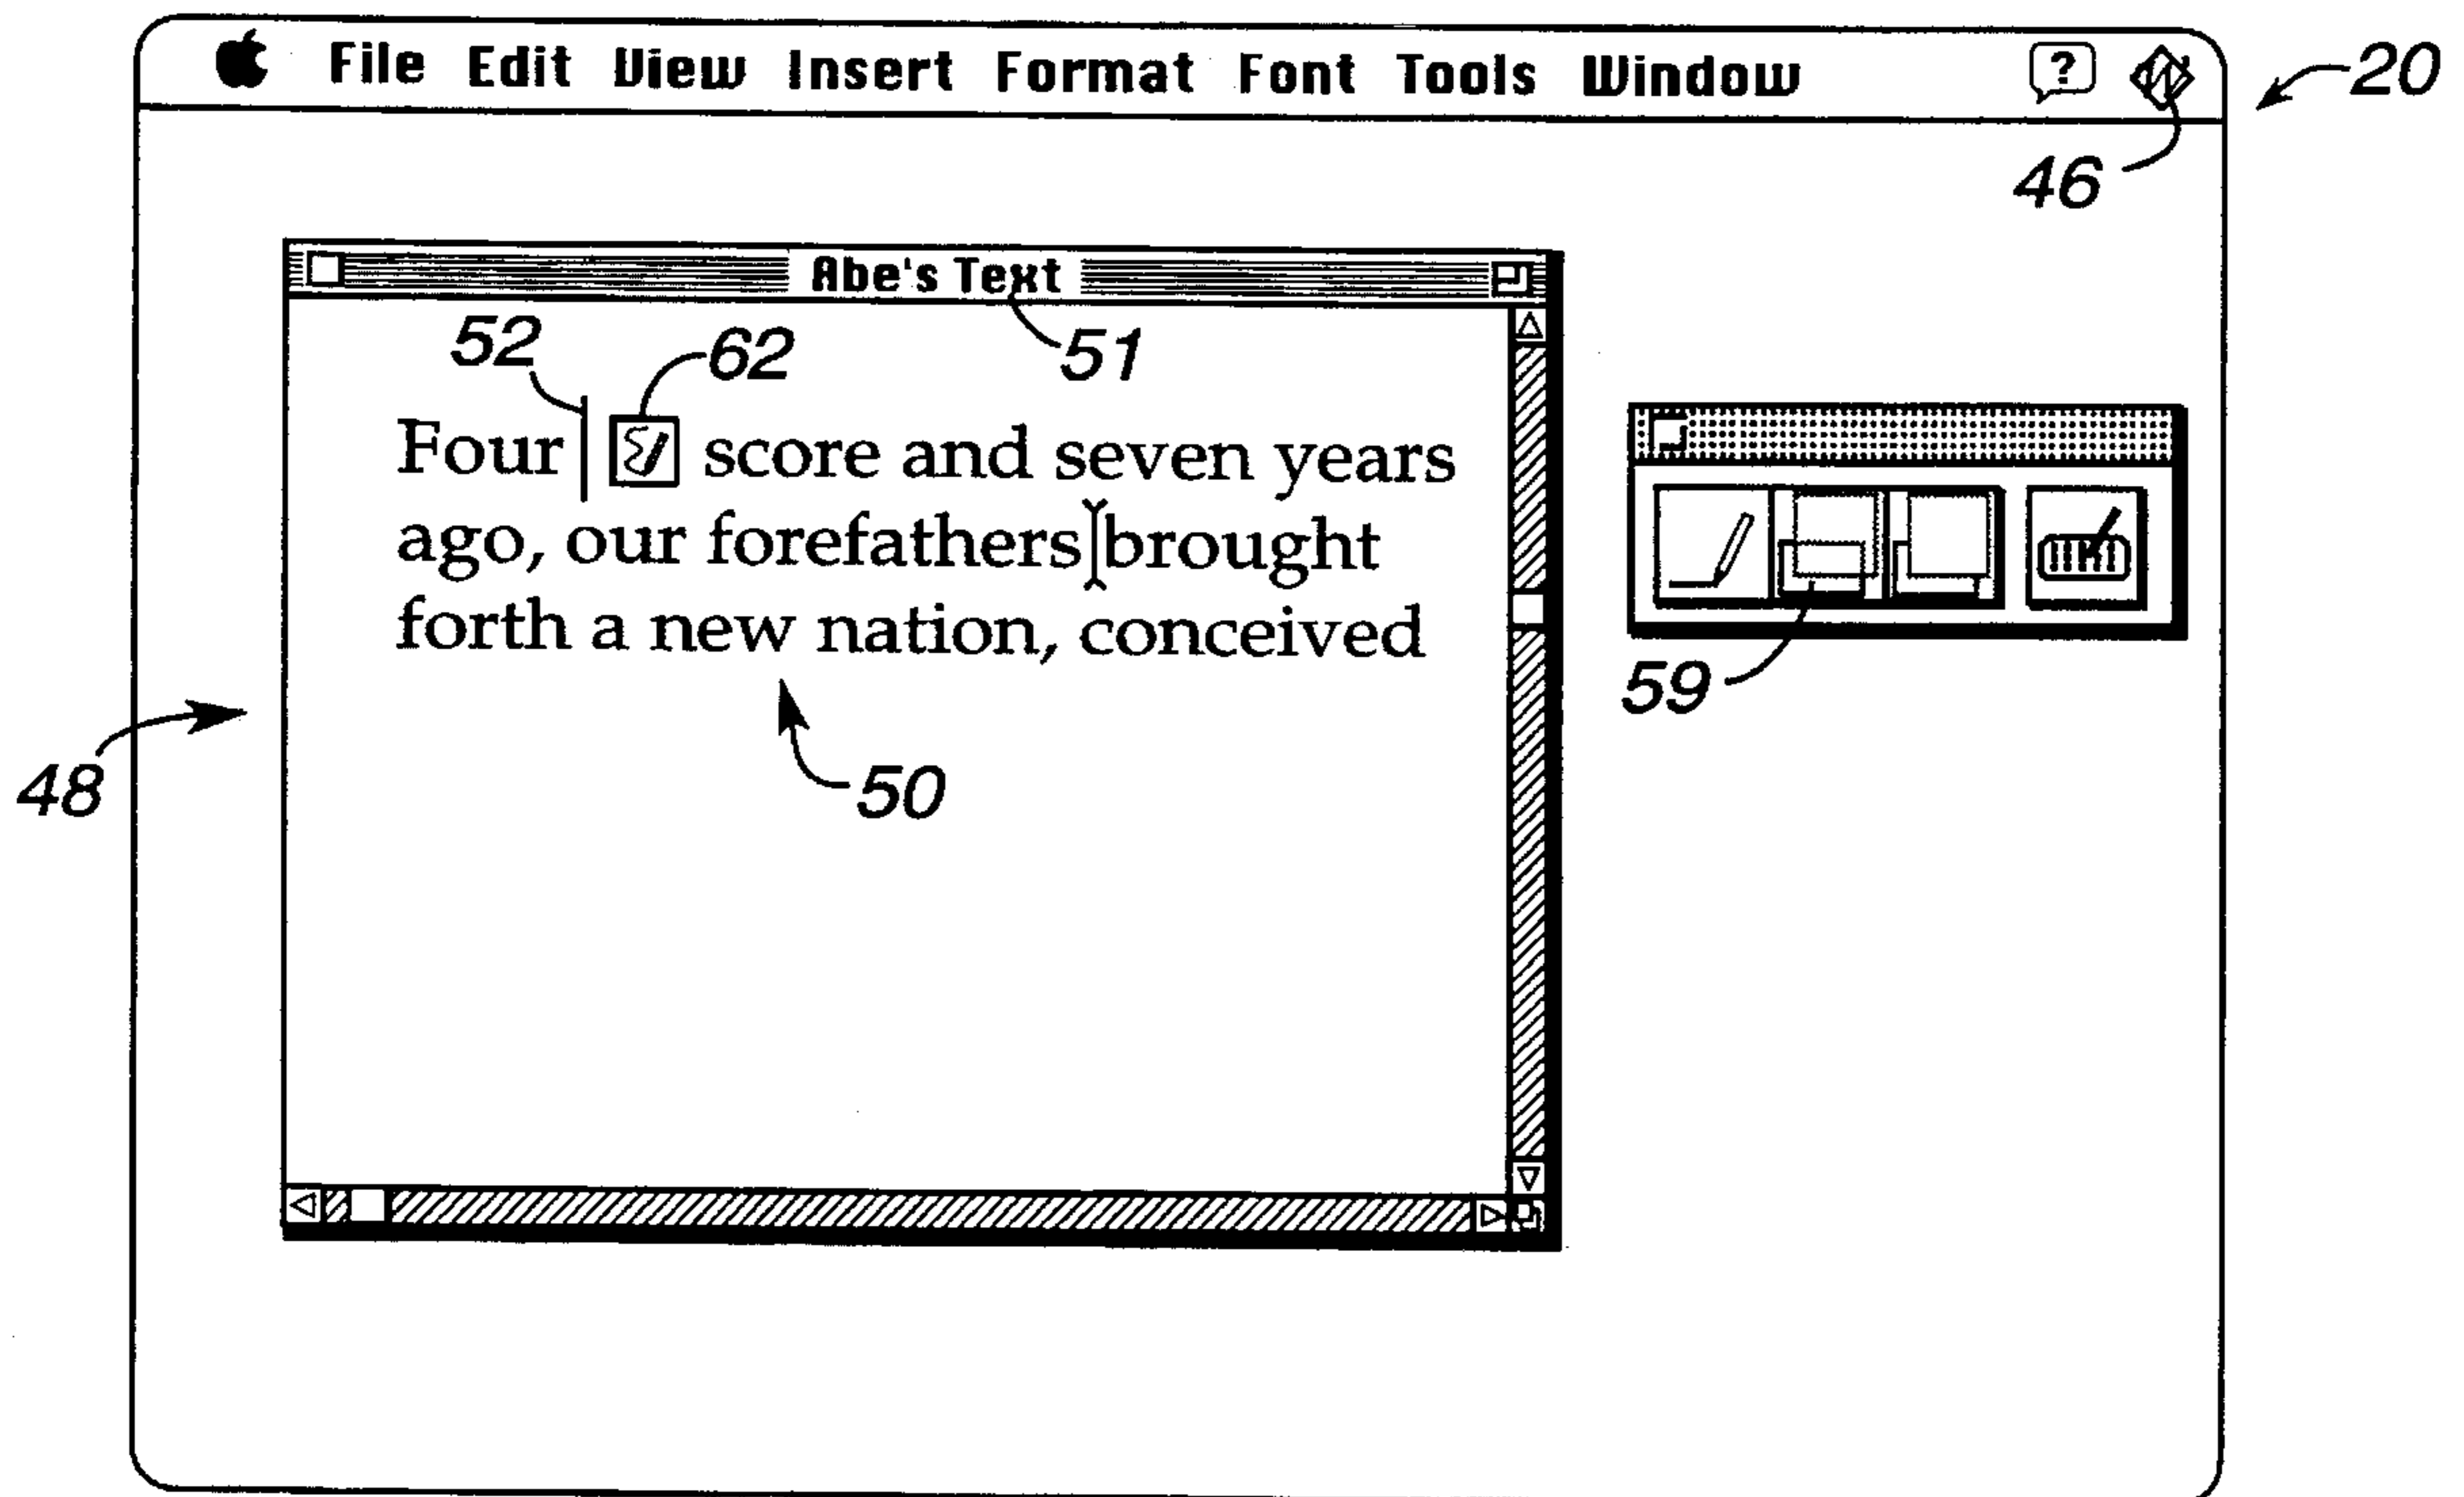 File Edit View Insert Format Font Tools Window ?
20
46
Abe's Text
52 62 51
Four score and seven years
ago, our forefathers brought
forth a new nation, conceived
59
48
50